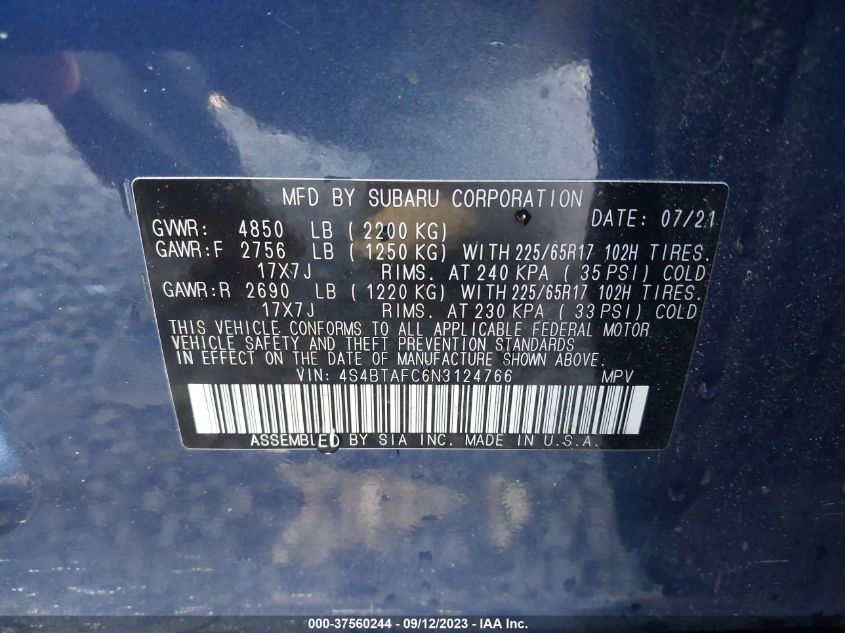 MFD BY SUBARU CORPORATION
DATE: 07/21
GVWR: 4850 LB ( 2200 KG)
GAWR:F 2756 LB ( 1250 KG) WITH 225/65R17 102H TIRES.
17X7J RIMS. AT 240 KPA ( 35 PSI) COLD
GAWR:R 2690 LB ( 1220 KG) WITH 225/65R17 102H TIRES.
17X7J RIMS. AT 230 KPA ( 33 PSI) COLD
THIS VEHICLE CONFORMS TO ALL APPLICABLE FEDERAL MOTOR
VEHICLE SAFETY AND THEFT PREVENTION STANDARDS
IN EFFECT ON THE DATE OF MANUFACTURE SHOWN ABOVE.
VIN: 4S4BTAFC6N3124766 MPV
ASSEMBLED BY SIA INC. MADE IN U.S.A.
000-37560244 - 09/12/2023 - IAA Inc.